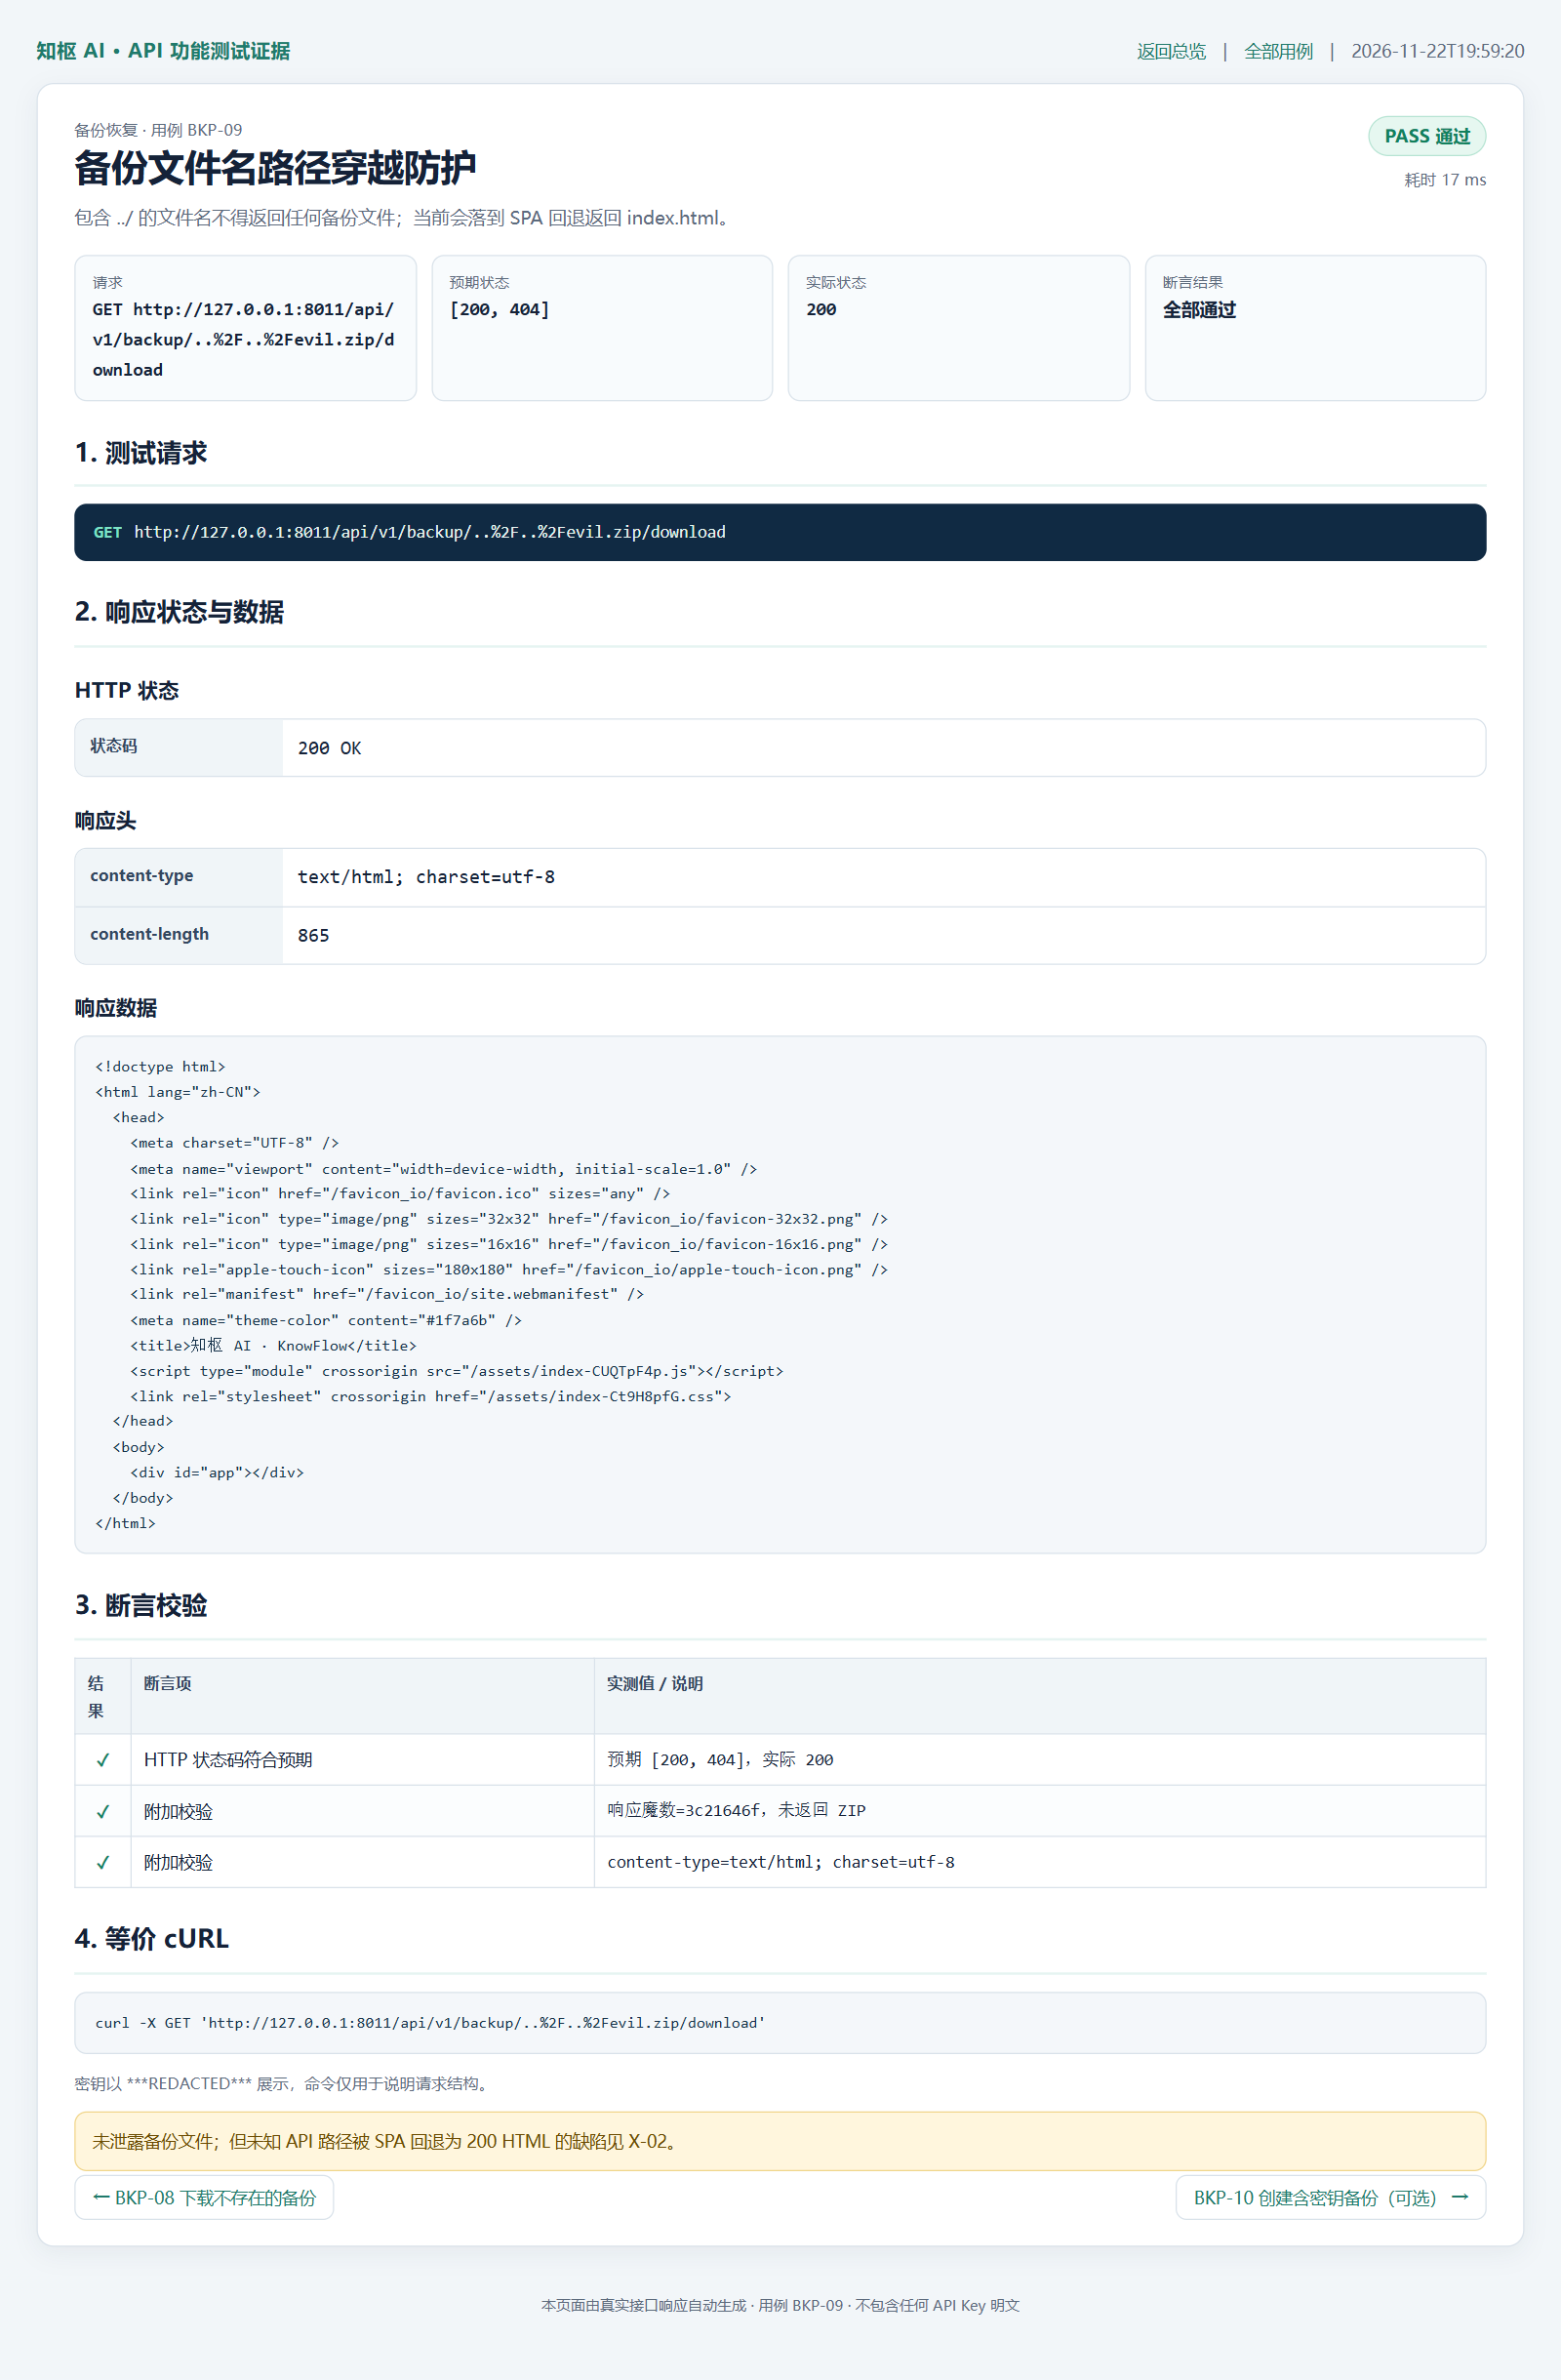 知枢 AI · API 功能测试证据
返回总览 | 全部用例 | 2026-11-22T19:59:20
备份恢复 · 用例 BKP-09
备份文件名路径穿越防护
包含 ../ 的文件名不得返回任何备份文件；当前会落到 SPA 回退返回 index.html。
PASS 通过
耗时 17 ms
请求
GET http://127.0.0.1:8011/api/
v1/backup/..%2F..%2Fevil.zip/d
ownload
预期状态
[200, 404]
实际状态
200
断言结果
全部通过
1. 测试请求
GET http://127.0.0.1:8011/api/v1/backup/..%2F..%2Fevil.zip/download
2. 响应状态与数据
HTTP 状态
状态码 200 OK
响应头
content-type text/html; charset=utf-8
content-length 865
响应数据
<!doctype html>
<html lang="zh-CN">
  <head>
    <meta charset="UTF-8" />
    <meta name="viewport" content="width=device-width, initial-scale=1.0" />
    <link rel="icon" href="/favicon_io/favicon.ico" sizes="any" />
    <link rel="icon" type="image/png" sizes="32x32" href="/favicon_io/favicon-32x32.png" />
    <link rel="icon" type="image/png" sizes="16x16" href="/favicon_io/favicon-16x16.png" />
    <link rel="apple-touch-icon" sizes="180x180" href="/favicon_io/apple-touch-icon.png" />
    <link rel="manifest" href="/favicon_io/site.webmanifest" />
    <meta name="theme-color" content="#1f7a6b" />
    <title>知枢 AI · KnowFlow</title>
    <script type="module" crossorigin src="/assets/index-CUQTpF4p.js"></script>
    <link rel="stylesheet" crossorigin href="/assets/index-Ct9H8pfG.css">
  </head>
  <body>
    <div id="app"></div>
  </body>
</html>
3. 断言校验
结果 断言项 实测值 / 说明
✓ HTTP 状态码符合预期 预期 [200, 404]，实际 200
✓ 附加校验 响应魔数=3c21646f，未返回 ZIP
✓ 附加校验 content-type=text/html; charset=utf-8
4. 等价 cURL
curl -X GET 'http://127.0.0.1:8011/api/v1/backup/..%2F..%2Fevil.zip/download'
密钥以 ***REDACTED*** 展示，命令仅用于说明请求结构。
未泄露备份文件；但未知 API 路径被 SPA 回退为 200 HTML 的缺陷见 X-02。
← BKP-08 下载不存在的备份
BKP-10 创建含密钥备份（可选） →
本页面由真实接口响应自动生成 · 用例 BKP-09 · 不包含任何 API Key 明文